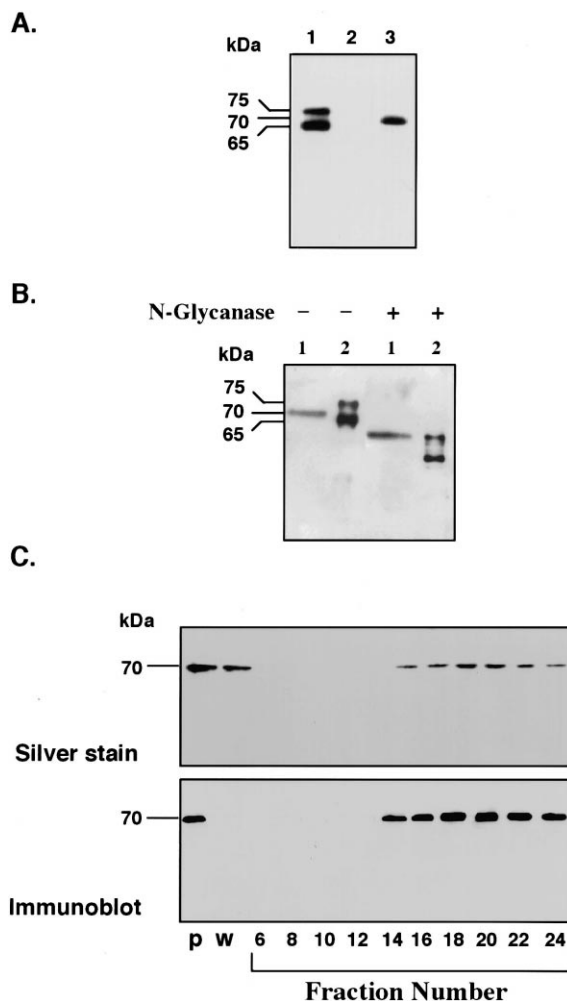 A.
kDa 1 2 3
75
70
65
B.
N-Glycanase – – + +
kDa 1 2 1 2
75
70
65
C.
kDa
70
Silver stain
70
Immunoblot
p w 6 8 10 12 14 16 18 20 22 24
Fraction Number